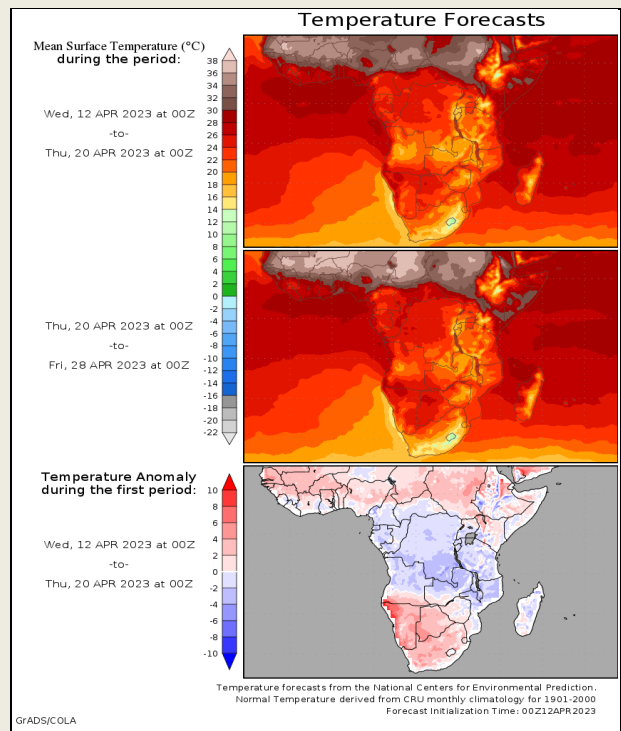 Temperature Forecasts
Mean Surface Temperature (°C)
during the period:
38
36
34
32
30
28
26
24
22
20
18
16
14
12
10
8
6
4
2
0
-2
-4
-6
-8
-10
-12
-14
-16
-18
-20
-22
Wed, 12 APR 2023 at 00Z
-to-
Thu, 20 APR 2023 at 00Z
Thu, 20 APR 2023 at 00Z
-to-
Fri, 28 APR 2023 at 00Z
Temperature Anomaly
during the first period:
10
8
6
4
2
0
-2
-4
-6
-8
-10
Wed, 12 APR 2023 at 00Z
-to-
Thu, 20 APR 2023 at 00Z
Temperature forecasts from the National Centers for Environmental Prediction.
Normal Temperature derived from CRU monthly climatology for 1901-2000
Forecast Initialization Time: 00Z12APR2023
GrADS/COLA